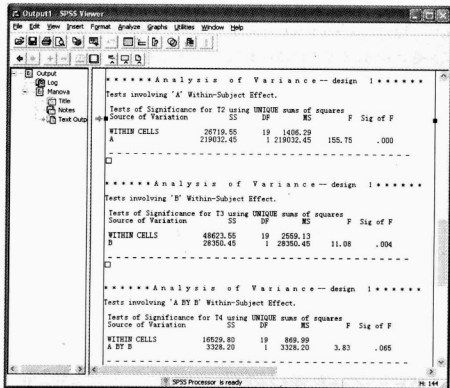 Output1 - SPSS Viewer
File Edit View Insert Format Analyze Graphs Utilities Window Help
Output
Log
Manova
Title
Notes
Text Outp
* * * * * * A n a l y s i s   o f   V a r i a n c e -- design 1 * * * * * *
Tests involving 'A' Within-Subject Effect.
Tests of Significance for T2 using UNIQUE sums of squares
Source of Variation SS DF MS F Sig of F
WITHIN CELLS 26719.55 19 1406.29
A 219032.45 1 219032.45 155.75 .000
* * * * * * A n a l y s i s   o f   V a r i a n c e -- design 1 * * * * * *
Tests involving 'B' Within-Subject Effect.
Tests of Significance for T3 using UNIQUE sums of squares
Source of Variation SS DF MS F Sig of F
WITHIN CELLS 48623.55 19 2559.13
B 28350.45 1 28350.45 11.08 .004
* * * * * * A n a l y s i s   o f   V a r i a n c e -- design 1 * * * * * *
Tests involving 'A BY B' Within-Subject Effect.
Tests of Significance for T4 using UNIQUE sums of squares
Source of Variation SS DF MS F Sig of F
WITHIN CELLS 16529.80 19 869.99
A BY B 3328.20 1 3328.20 3.83 .065
SPSS Processor is ready
H: 144